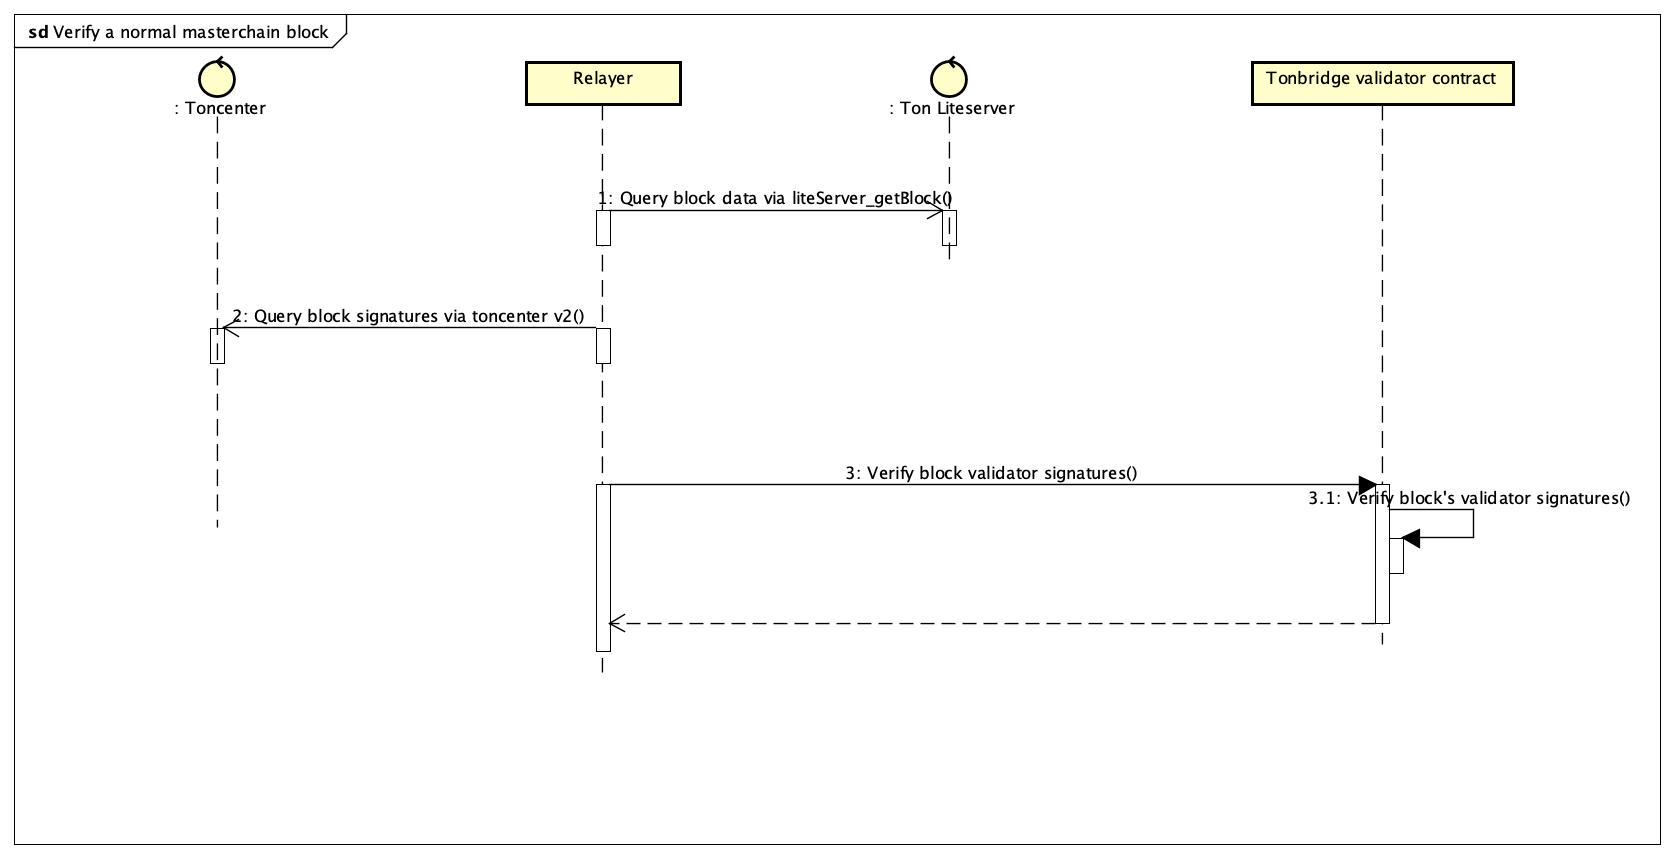 sd Verify a normal masterchain block
: Toncenter
Relayer
: Ton Liteserver
Tonbridge validator contract
1: Query block data via liteServer_getBlock()
2: Query block signatures via toncenter v2()
3: Verify block validator signatures()
3.1: Verify block's validator signatures()